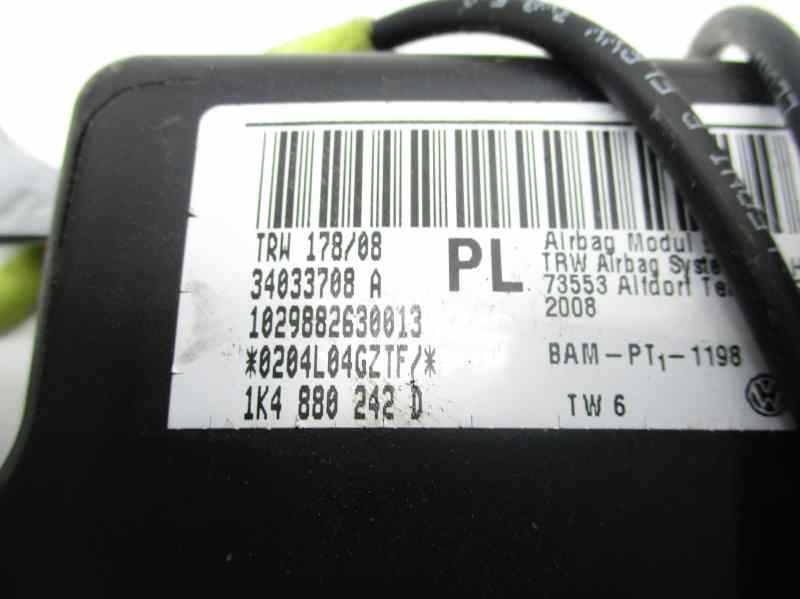 TRW 178/08
34033708 A
1029882630013
*0204L04GZTF/*
1K4 880 242 D
PL
Airbag Modul
TRW Airbag
73553 Alfdorf
2008
BAM-PT1-1198
TW 6